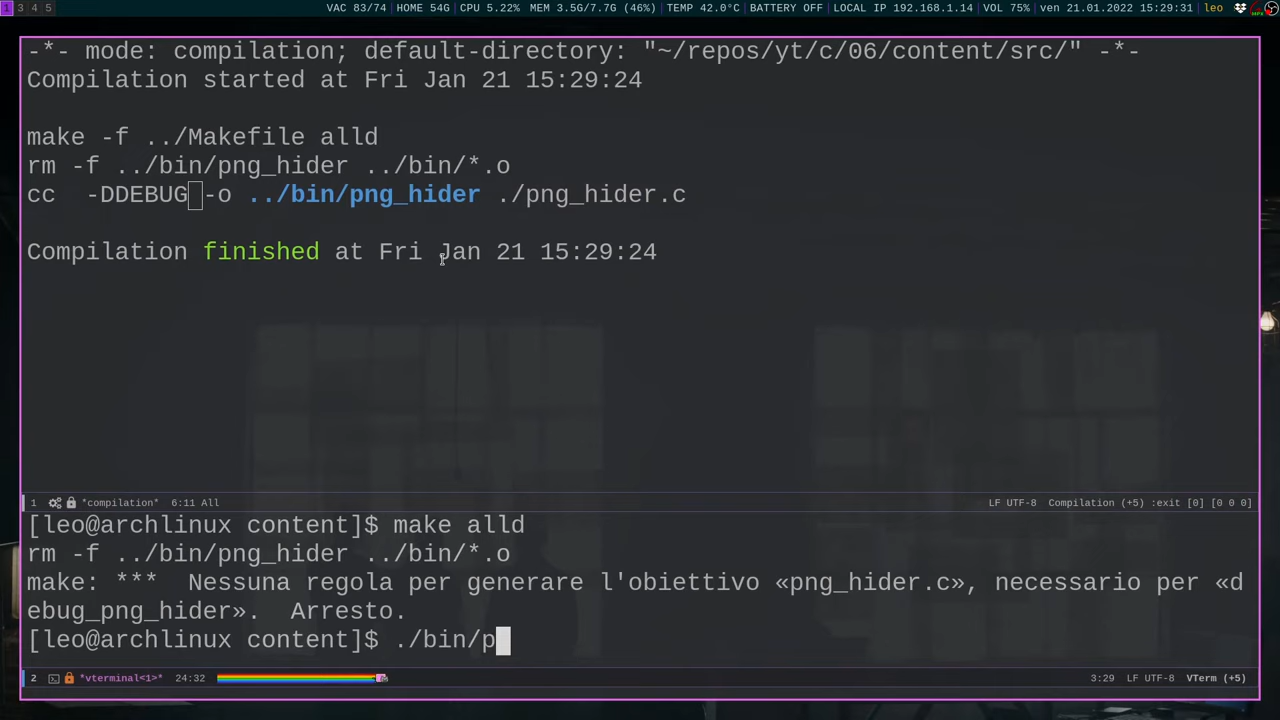 1 3 4 5 VAC 83/74 | HOME 54G | CPU 5.22% | MEM 3.5G/7.7G (46%) | TEMP 42.0°C | BATTERY OFF | LOCAL IP 192.168.1.14 | VOL 75% | ven 21.01.2022 15:29:31 | leo
-*- mode: compilation; default-directory: "~/repos/yt/c/06/content/src/" -*-
Compilation started at Fri Jan 21 15:29:24
make -f ../Makefile alld
rm -f ../bin/png_hider ../bin/*.o
cc  -DDEBUG -o ../bin/png_hider ./png_hider.c
Compilation finished at Fri Jan 21 15:29:24
1 *compilation* 6:11 All LF UTF-8 Compilation (+5) :exit [0] [0 0 0]
[leo@archlinux content]$ make alld
rm -f ../bin/png_hider ../bin/*.o
make: ***  Nessuna regola per generare l'obiettivo «png_hider.c», necessario per «d
ebug_png_hider».  Arresto.
[leo@archlinux content]$ ./bin/p
2 *vterminal<1>* 24:32 3:29 LF UTF-8 VTerm (+5)